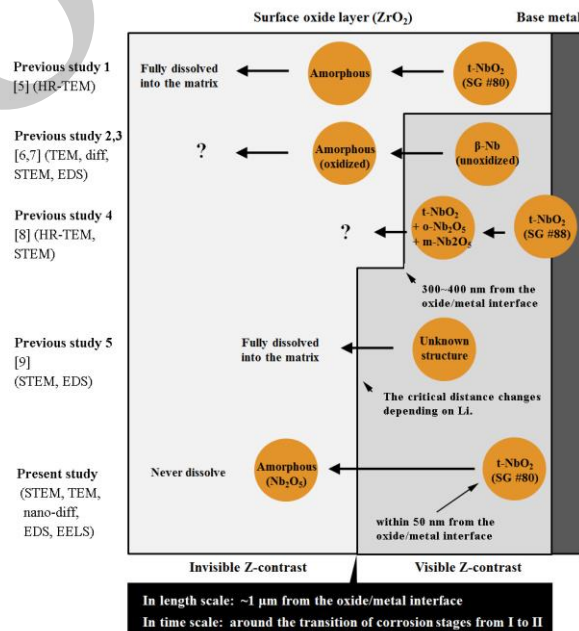 Surface oxide layer (ZrO₂) Base metal
Previous study 1
[5] (HR-TEM)
Fully dissolved
into the matrix
Amorphous
t-NbO₂
(SG #80)
Previous study 2,3
[6,7] (TEM, diff,
STEM, EDS)
?
Amorphous
(oxidized)
β-Nb
(unoxidized)
Previous study 4
[8] (HR-TEM,
STEM)
?
t-NbO₂
+ o-Nb₂O₅
+ m-Nb2O₅
t-NbO₂
(SG #88)
300~400 nm from the
oxide/metal interface
Previous study 5
[9]
(STEM, EDS)
Fully dissolved
into the matrix
Unknown
structure
The critical distance changes
depending on Li.
Present study
(STEM, TEM,
nano-diff,
EDS, EELS)
Never dissolve
Amorphous
(Nb₂O₅)
t-NbO₂
(SG #80)
within 50 nm from the
oxide/metal interface
Invisible Z-contrast Visible Z-contrast
In length scale: ~1 μm from the oxide/metal interface
In time scale: around the transition of corrosion stages from I to II